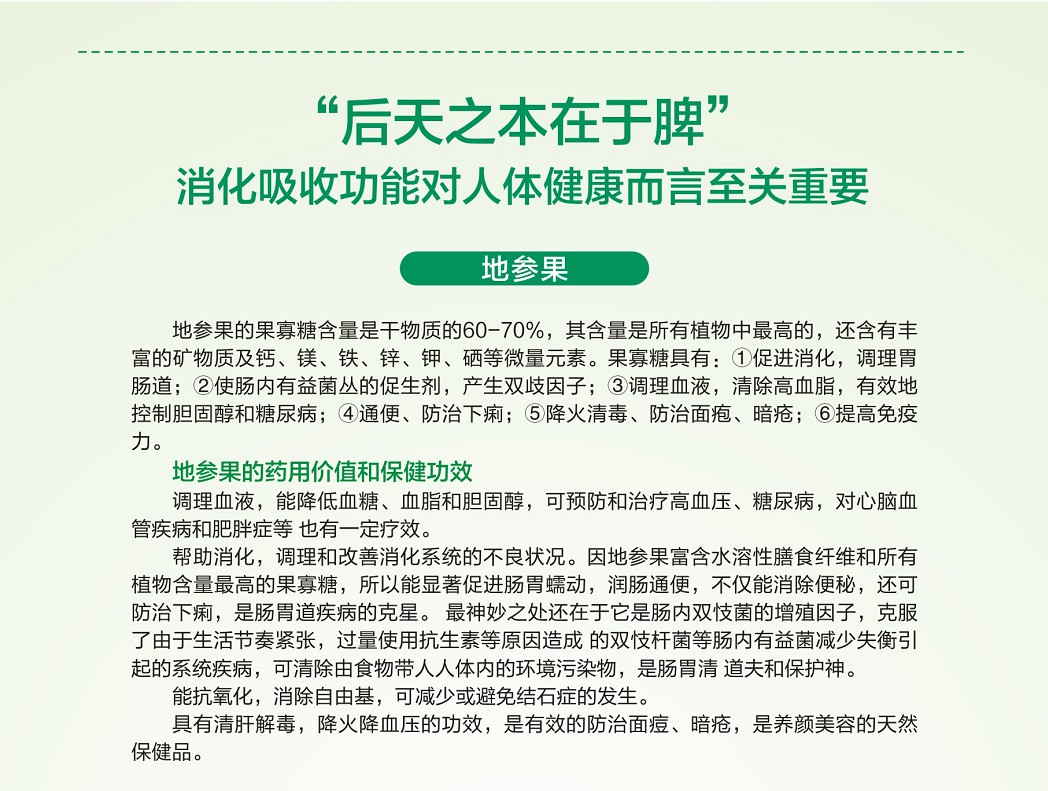 “后天之本在于脾”
消化吸收功能对人体健康而言至关重要
地参果
地参果的果寡糖含量是干物质的60-70%，其含量是所有植物中最高的，还含有丰
富的矿物质及钙、镁、铁、锌、钾、硒等微量元素。果寡糖具有：①促进消化，调理胃
肠道；②使肠内有益菌丛的促生剂，产生双歧因子；③调理血液，清除高血脂，有效地
控制胆固醇和糖尿病；④通便、防治下痢；⑤降火清毒、防治面疱、暗疮；⑥提高免疫
力。
地参果的药用价值和保健功效
调理血液，能降低血糖、血脂和胆固醇，可预防和治疗高血压、糖尿病，对心脑血
管疾病和肥胖症等 也有一定疗效。
帮助消化，调理和改善消化系统的不良状况。因地参果富含水溶性膳食纤维和所有
植物含量最高的果寡糖，所以能显著促进肠胃蠕动，润肠通便，不仅能消除便秘，还可
防治下痢，是肠胃道疾病的克星。 最神妙之处还在于它是肠内双忮菌的增殖因子，克服
了由于生活节奏紧张，过量使用抗生素等原因造成 的双忮杆菌等肠内有益菌减少失衡引
起的系统疾病，可清除由食物带人人体内的环境污染物，是肠胃清 道夫和保护神。
能抗氧化，消除自由基，可减少或避免结石症的发生。
具有清肝解毒，降火降血压的功效，是有效的防治面痘、暗疮，是养颜美容的天然
保健品。